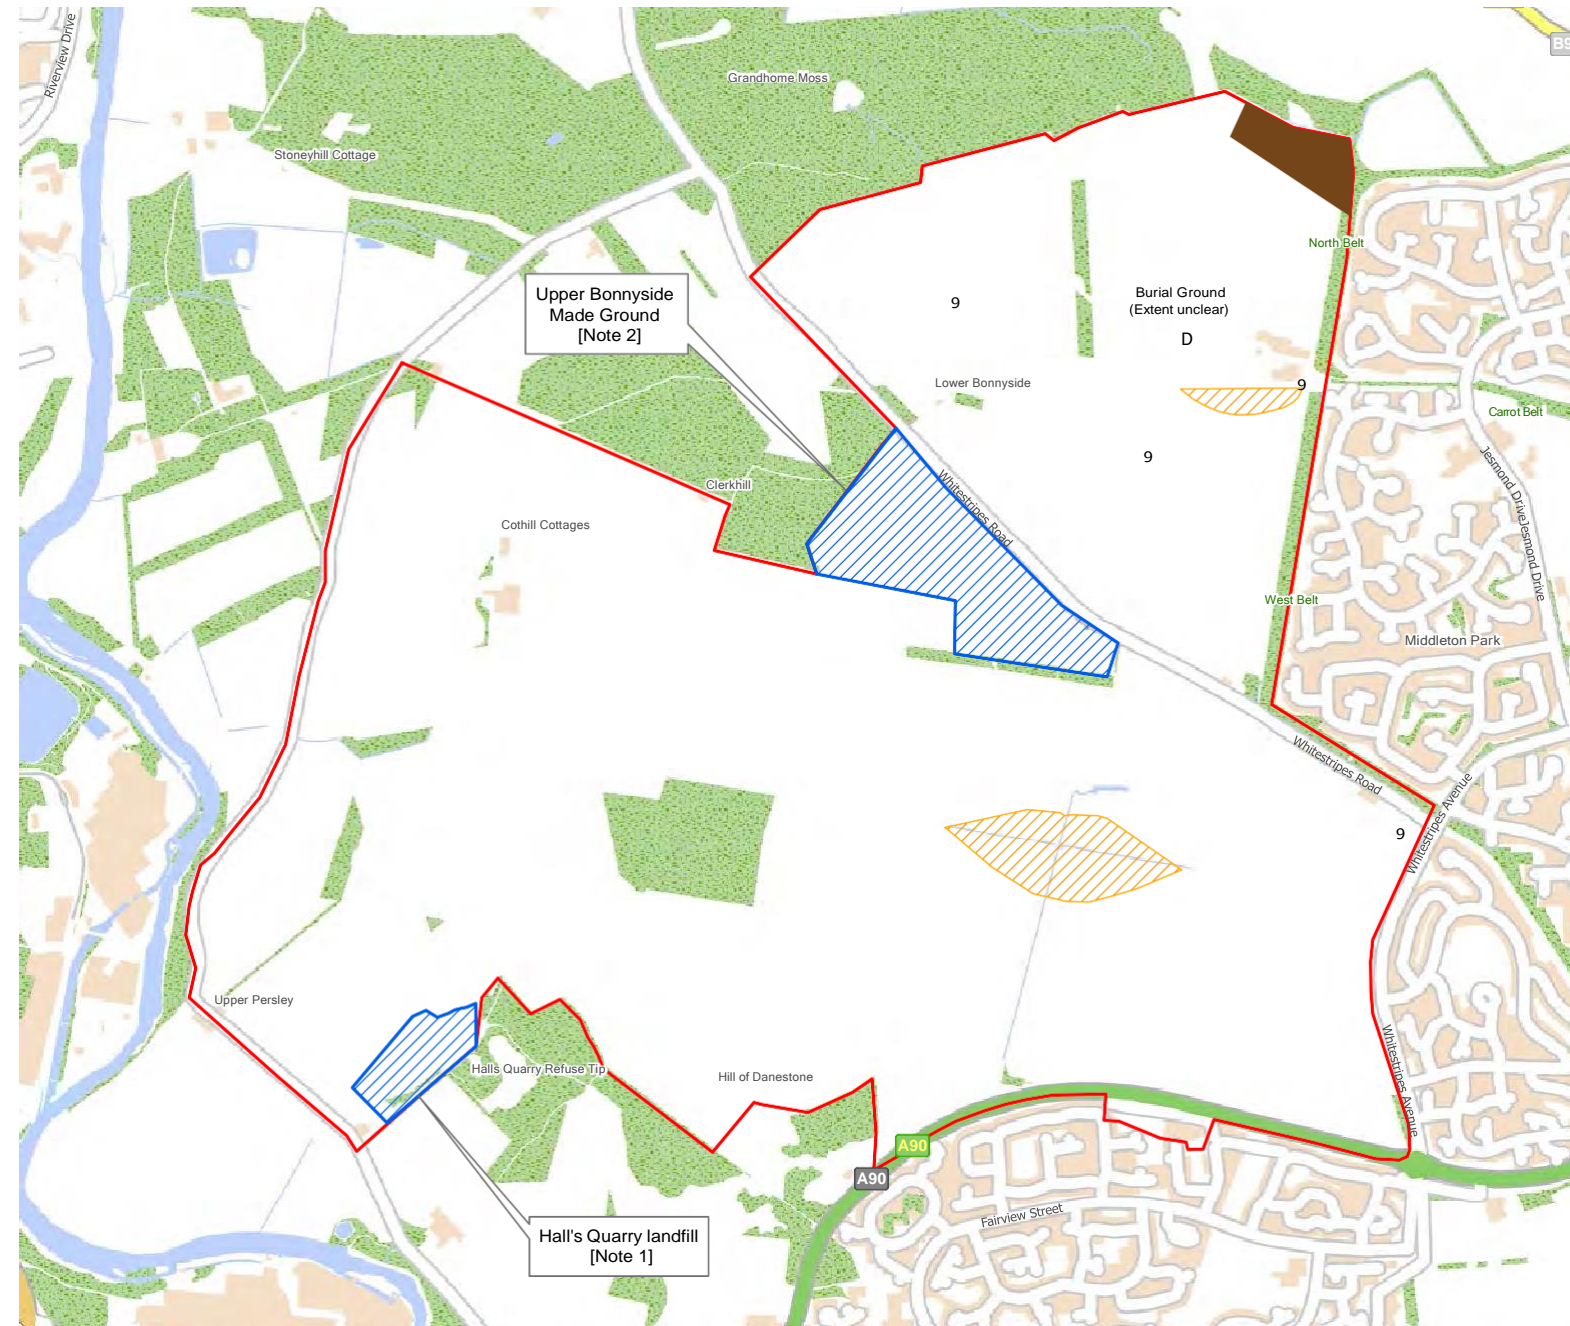 Riverview Drive
B9
Grandhome Moss
Stoneyhill Cottage
North Belt
Upper Bonnyside
Made Ground
[Note 2]
9
Burial Ground
(Extent unclear)
D
Lower Bonnyside
9
Carrot Belt
9
Clerkhill
Whitestripes Road
Jesmond Drive
Jesmond Drive
Cothill Cottages
West Belt
Middleton Park
Whitestripes Road
Whitestripes Avenue
9
Upper Persley
Halls Quarry Refuse Tip
Hill of Danestone
Whitestripes Avenue
A90
A90
Fairview Street
Hall's Quarry landfill
[Note 1]